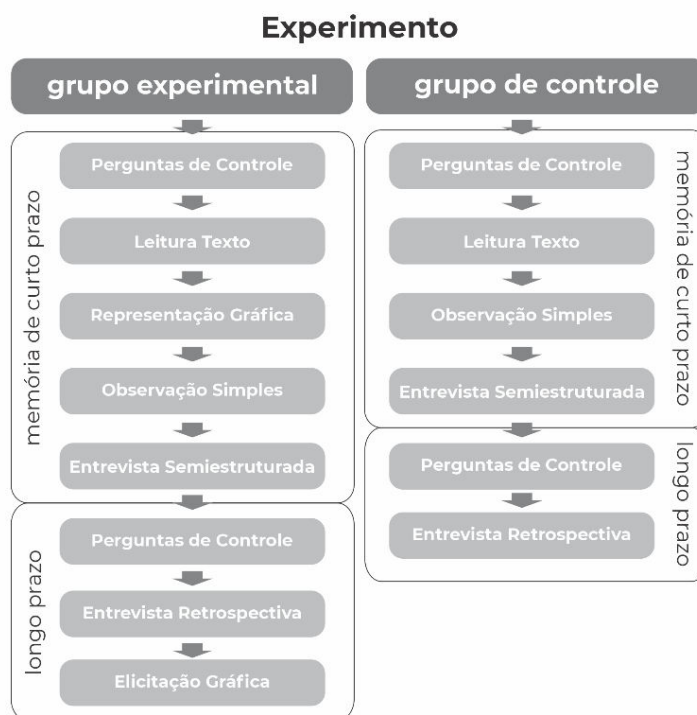 Experimento
grupo experimental
memória de curto prazo
Perguntas de Controle
Leitura Texto
Representação Gráfica
Observação Simples
Entrevista Semiestruturada
longo prazo
Perguntas de Controle
Entrevista Retrospectiva
Elicitação Gráfica
grupo de controle
memória de curto prazo
Perguntas de Controle
Leitura Texto
Observação Simples
Entrevista Semiestruturada
longo prazo
Perguntas de Controle
Entrevista Retrospectiva